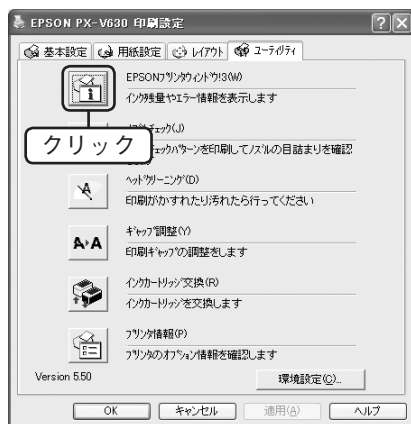 EPSON PX-V630 印刷設定
基本設定 用紙設定 レイアウト ユーティリティ
EPSONプリンタウィンドウ!3(W)
インク残量やエラー情報を表示します
クリック
チェック(J)
チェックパターンを印刷してノズルの目詰まりを確認
ヘッドクリーニング(D)
印刷がかすれたり汚れたら行ってください
ギャップ調整(Y)
印刷ギャップの調整をします
インクカートリッジ交換(R)
インクカートリッジを交換します
プリンタ情報(P)
プリンタのオプション情報を確認します
Version 5.50
環境設定(C)...
OK キャンセル 適用(A) ヘルプ